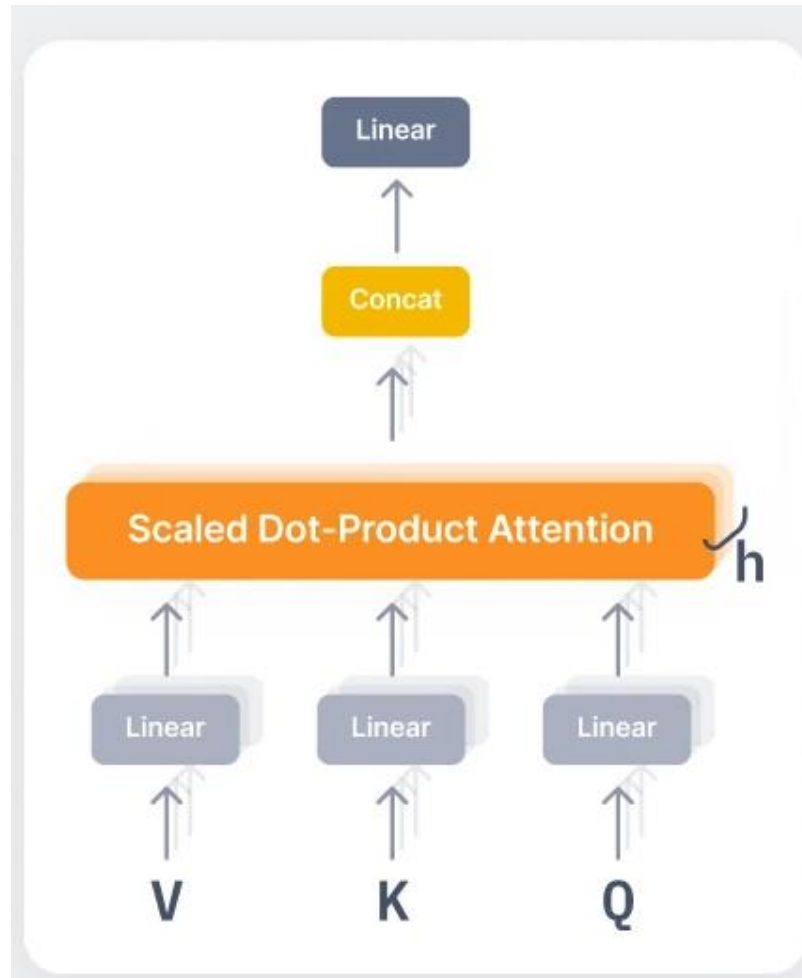 Linear
Concat
Scaled Dot-Product Attention
h
Linear Linear Linear
V K Q